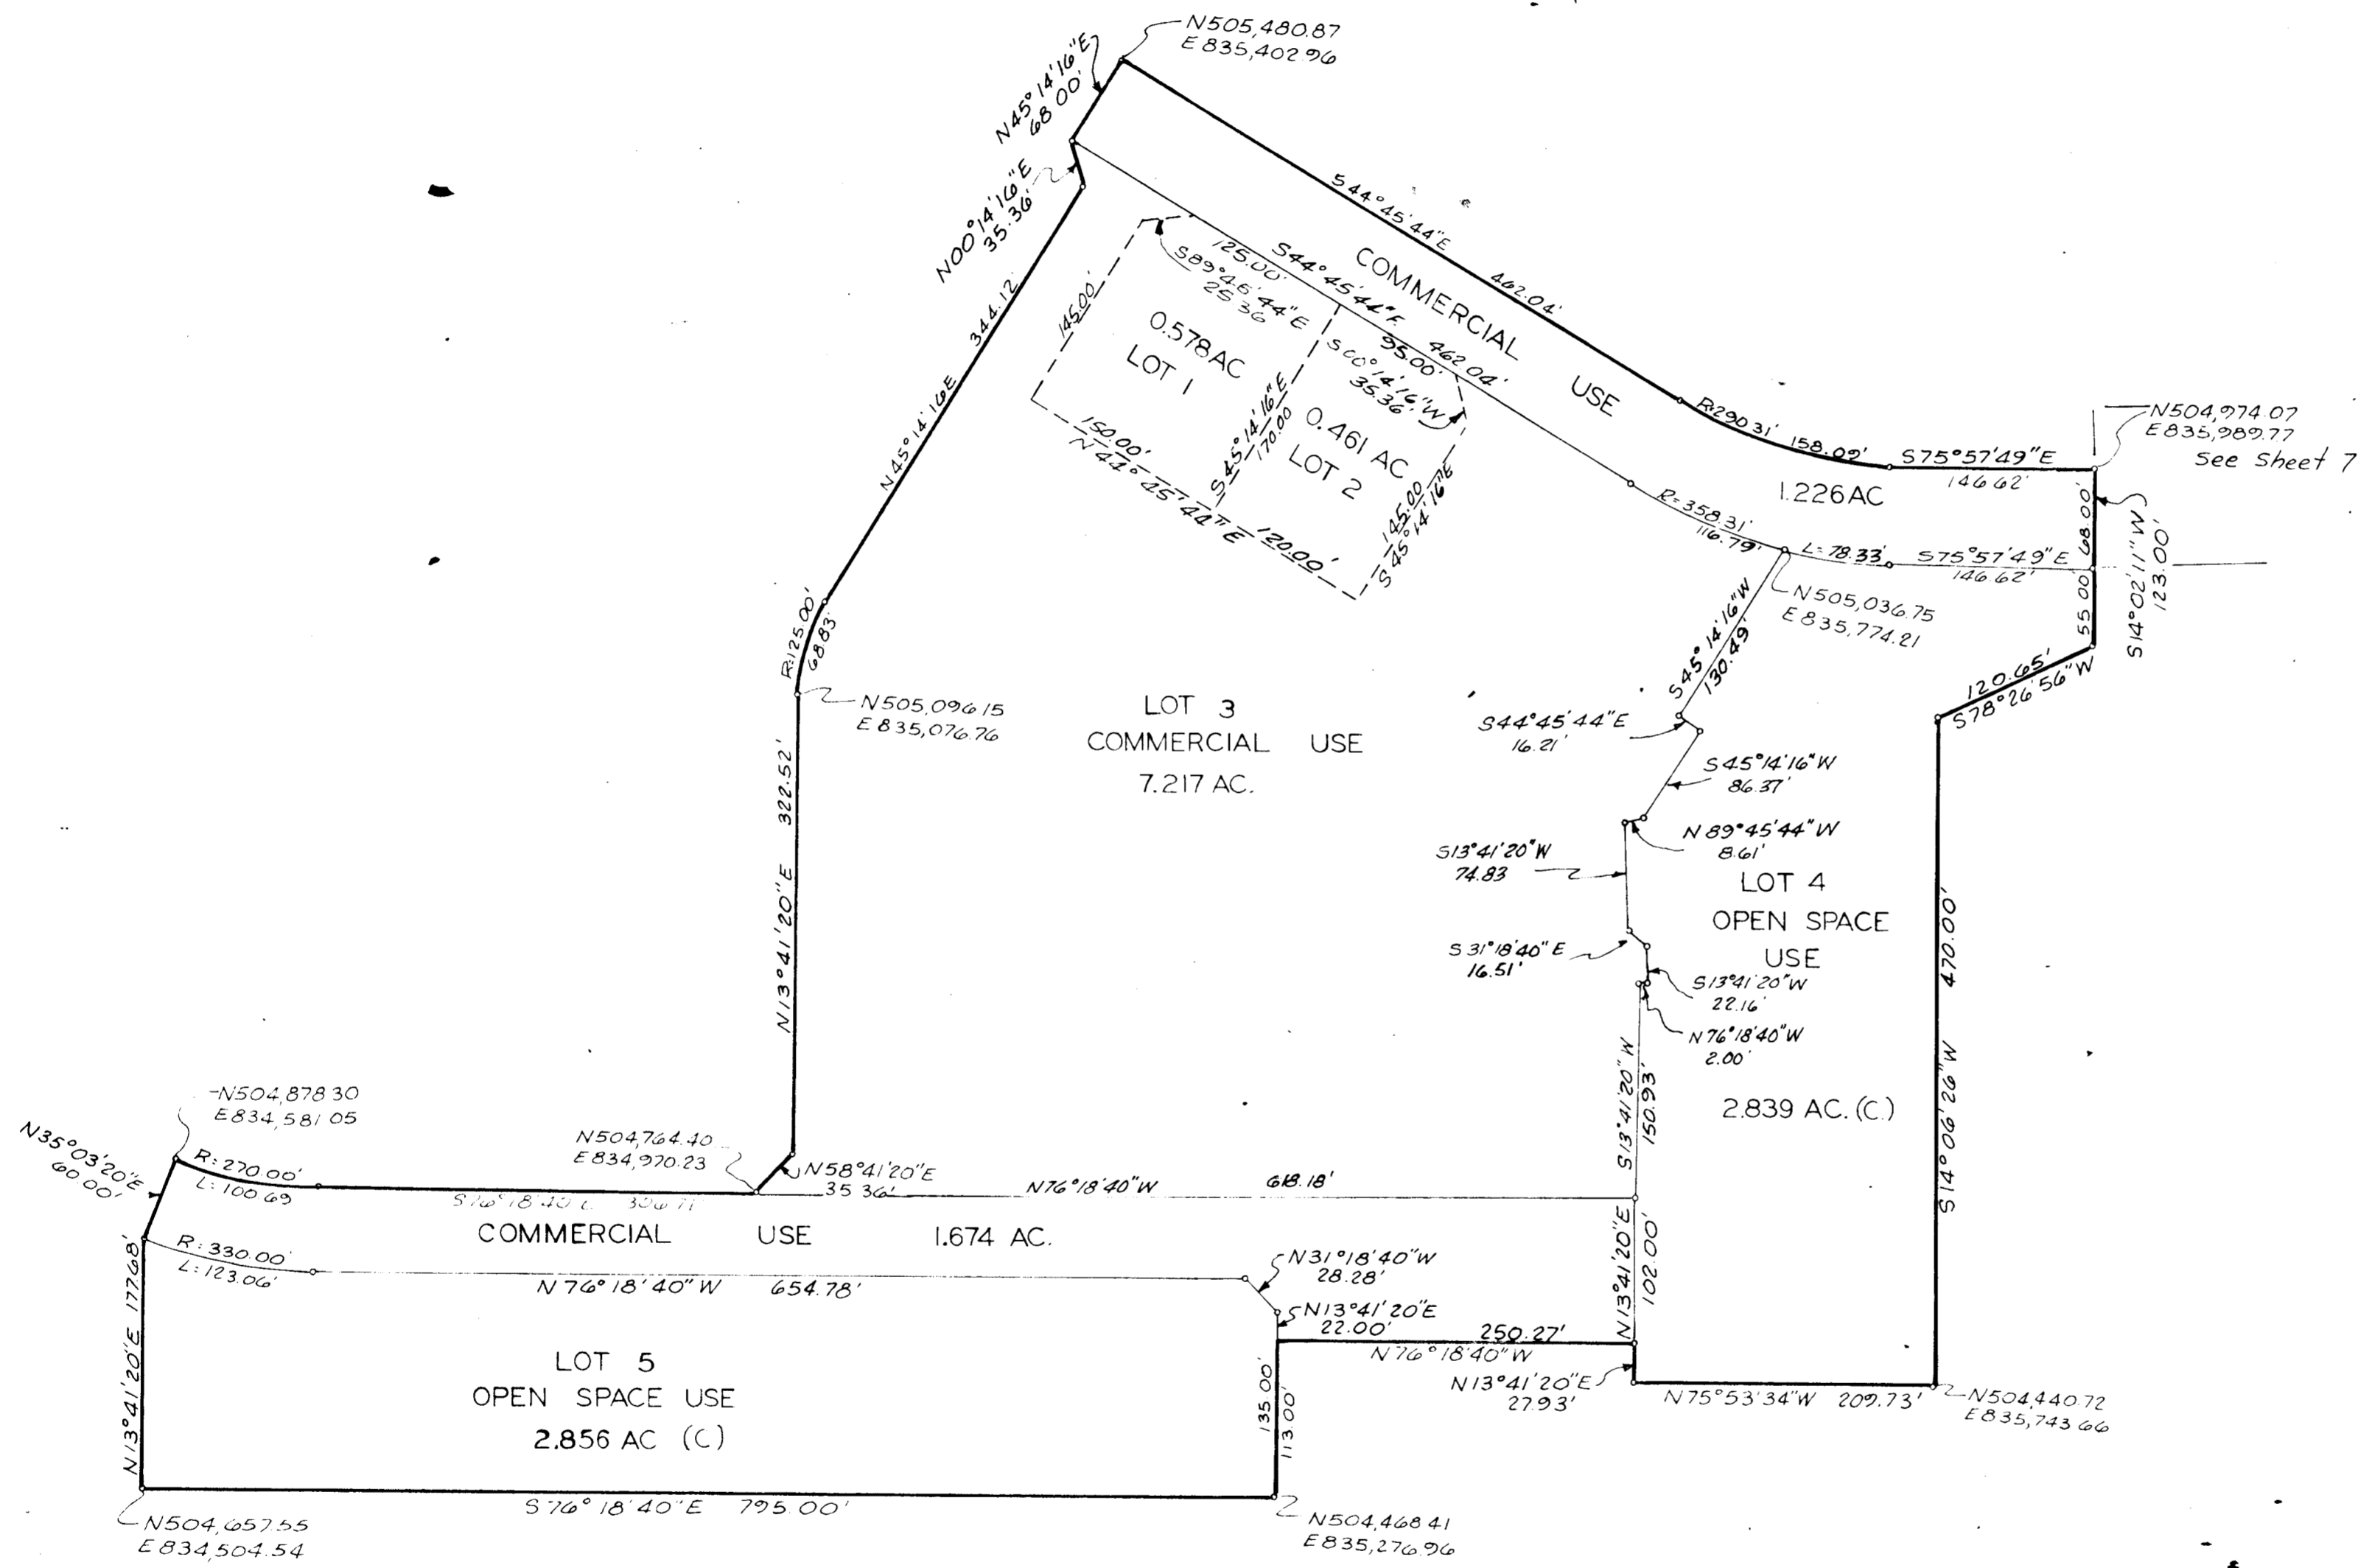 N505,480.87
E835,402.96
N45°14'16"E
68.00'
N00°14'16"E
35.36'
S44°45'44"E
462.04'
COMMERCIAL
USE
125.00'
S44°45'44"E
462.04'
95.00'
S89°45'44"E
25.36
145.00'
0.578AC
LOT 1
S00°14'16"W
35.36'
S45°14'16"E
170.00
0.461 AC
LOT 2
150.00'
N44°45'44"E
120.00'
145.00
S45°14'16"E
344.12
N45°14'16E
R=290.31'
158.09'
S75°57'49"E
146.62'
N504,974.07
E835,989.77
See Sheet 7
1.226AC
R=358.31'
116.79'
L=78.33'
S75°57'49"E
146.62'
68.00'
55.00'
S14°02'11"W
123.00'
N505,036.75
E835,774.21
S45°14'16"W
130.49'
120.65'
S78°26'56"W
R=125.00'
68.83'
N505,096.15
E835,076.76
LOT 3
COMMERCIAL USE
7.217 AC.
S44°45'44"E
16.21'
S45°14'16"W
86.37'
N89°45'44"W
8.61'
S13°41'20"W
74.83
LOT 4
OPEN SPACE
USE
S31°18'40"E
16.51'
S13°41'20"W
22.16'
N76°18'40"W
2.00'
2.839 AC. (C.)
N13°41'20"E 322.52'
S13°41'20"W
150.93'
S14°06'26"W 470.00'
N504,878.30
E834,581.05
N35°03'20"E
60.00'
R=270.00'
L=100.69
N504,764.40
E834,970.23
N58°41'20"E
35.36'
N76°18'40"W 618.18'
S76°18'40"E
COMMERCIAL USE 1.674 AC.
R=330.00'
L=123.06'
N76°18'40"W 654.78'
N31°18'40"W
28.28'
N13°41'20"E
22.00'
N13°41'20"E
102.00'
250.27'
N76°18'40"W
N13°41'20"E 177.68'
LOT 5
OPEN SPACE USE
2.856 AC (C)
135.00'
113.00'
N13°41'20"E
27.93'
N75°53'34"W 209.73'
N504,440.72
E835,743.66
S76°18'40"E 795.00'
N504,657.55
E834,504.54
N504,468.41
E835,276.96